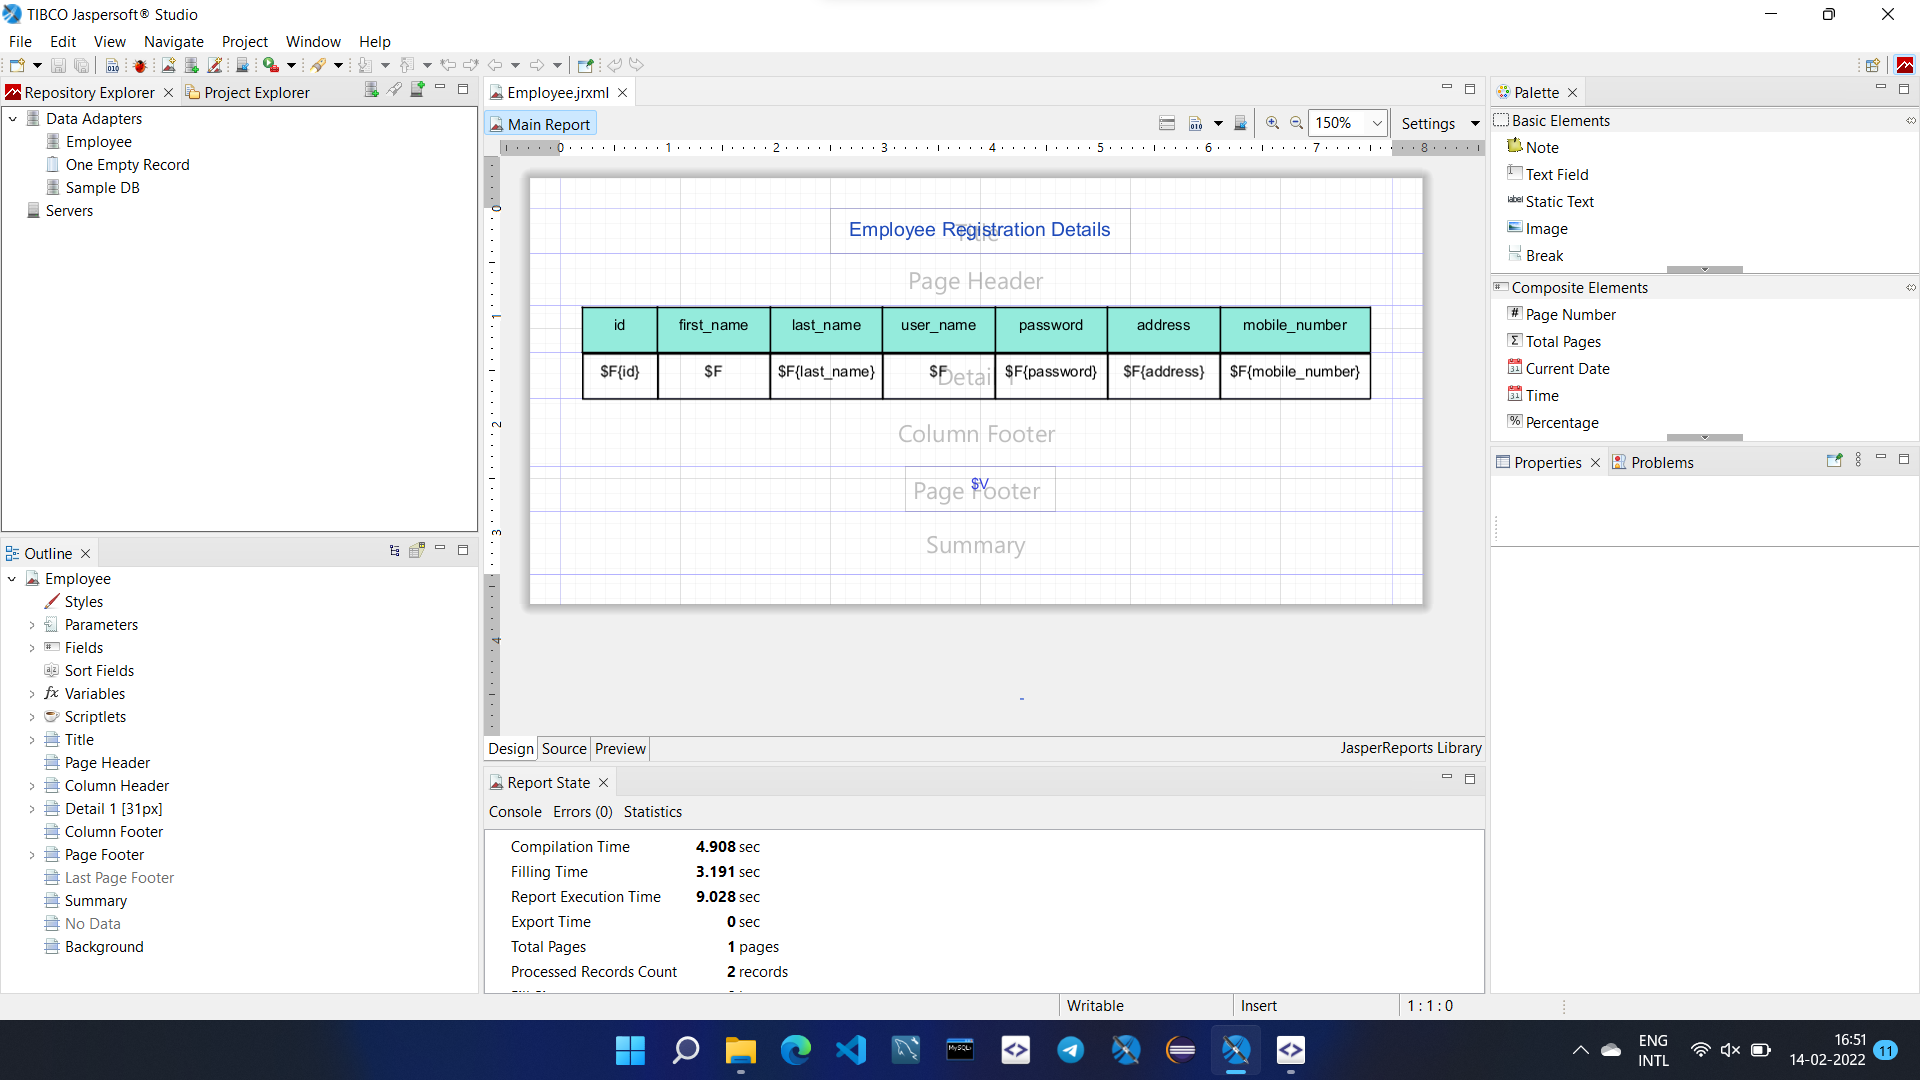 TIBCO Jaspersoft® Studio
File Edit View Navigate Project Window Help
Repository Explorer Project Explorer
Data Adapters
Employee
One Empty Record
Sample DB
Servers
Outline
Employee
Styles
Parameters
Fields
Sort Fields
Variables
Scriptlets
Title
Page Header
Column Header
Detail 1 [31px]
Column Footer
Page Footer
Last Page Footer
Summary
No Data
Background
Employee.jrxml
Main Report
150% Settings
0 1 2 3 4 5 6 7 8
0
1
2
3
4
Employee Registration Details
Title
Page Header
id first_name last_name user_name password address mobile_number
$F{id} $F $F{last_name} $F $F{password} $F{address} $F{mobile_number}
Detail 1
Column Footer
$V
Page Footer
Summary
Design Source Preview JasperReports Library
Report State
Console Errors (0) Statistics
Compilation Time 4.908 sec
Filling Time 3.191 sec
Report Execution Time 9.028 sec
Export Time 0 sec
Total Pages 1 pages
Processed Records Count 2 records
Palette
Basic Elements
Note
Text Field
Static Text
Image
Break
Composite Elements
Page Number
Total Pages
Current Date
Time
Percentage
Properties Problems
Writable Insert 1 : 1 : 0
ENG
INTL
16:51
14-02-2022
11